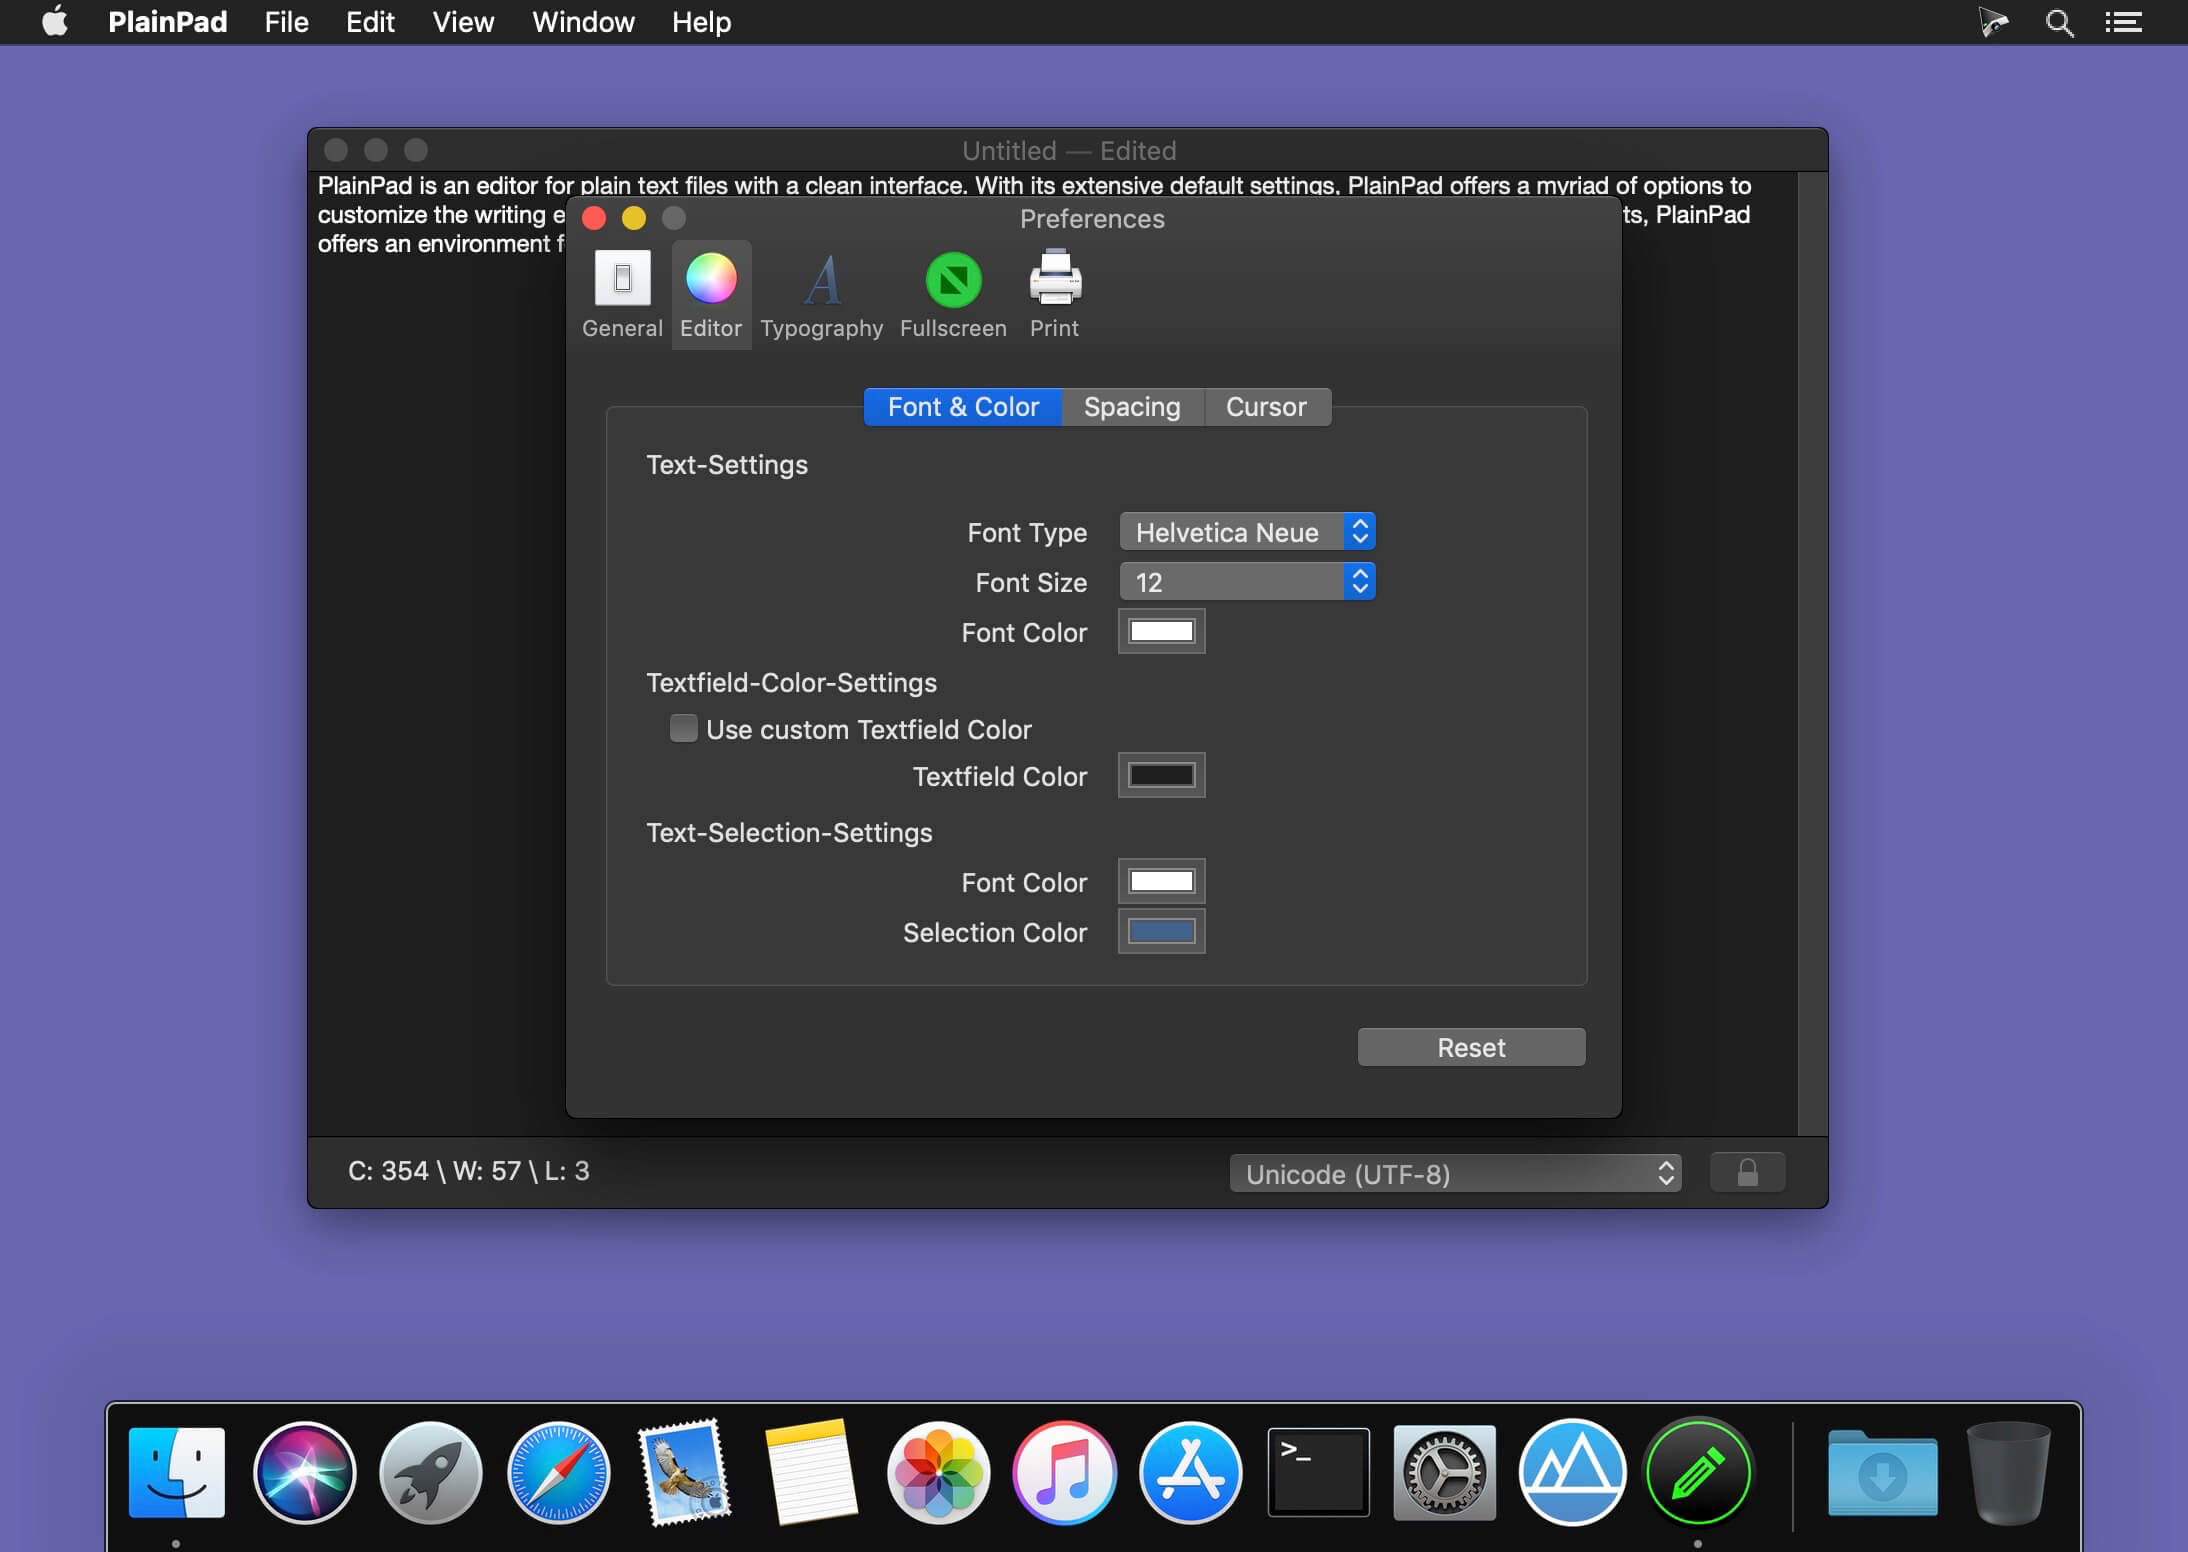 PlainPad File Edit View Window Help
Untitled — Edited
PlainPad is an editor for plain text files with a clean interface. With its extensive default settings, PlainPad offers a myriad of options to
customize the writing e
ts, PlainPad
offers an environment f
Preferences
General Editor Typography Fullscreen Print
Font & Color Spacing Cursor
Text-Settings
Font Type Helvetica Neue
Font Size 12
Font Color
Textfield-Color-Settings
Use custom Textfield Color
Textfield Color
Text-Selection-Settings
Font Color
Selection Color
Reset
C: 354 \ W: 57 \ L: 3
Unicode (UTF-8)
>_